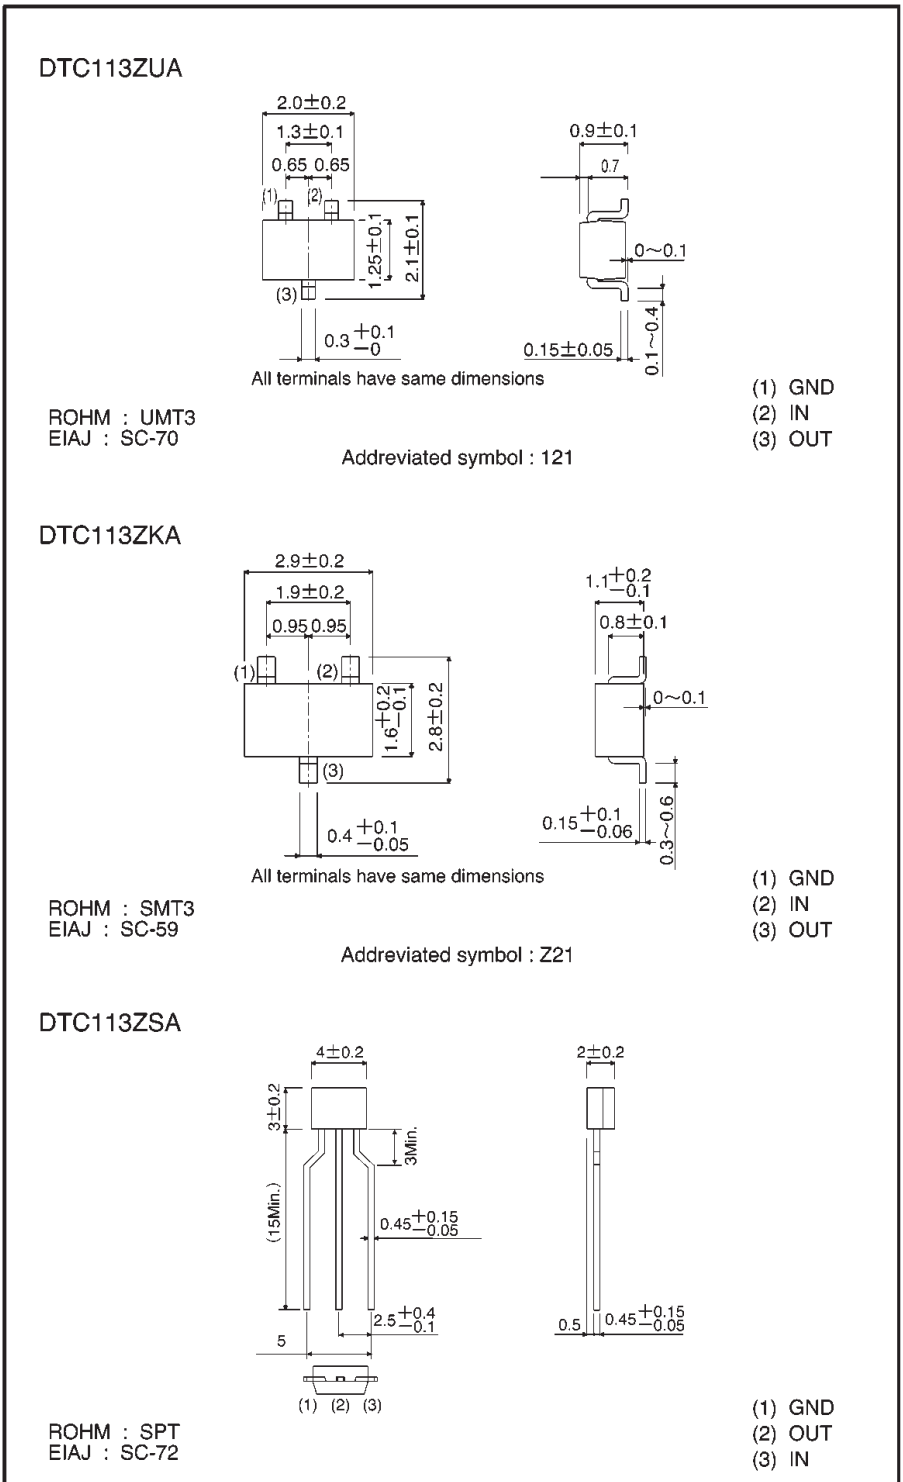 DTC113ZUA
2.0±0.2
1.3±0.1
0.65 0.65
(1) (2)
1.25±0.1
2.1±0.1
(3)
0.3 +0.1 −0
All terminals have same dimensions
0.9±0.1
0.7
0~0.1
0.15±0.05
0.1~0.4
(1) GND
(2) IN
(3) OUT
ROHM : UMT3
EIAJ : SC-70
Addreviated symbol : 121
DTC113ZKA
2.9±0.2
1.9±0.2
0.95 0.95
(1) (2)
1.6 +0.2 −0.1
2.8±0.2
(3)
0.4 +0.1 −0.05
All terminals have same dimensions
1.1 +0.2 −0.1
0.8±0.1
0~0.1
0.15 +0.1 −0.06
0.3~0.6
(1) GND
(2) IN
(3) OUT
ROHM : SMT3
EIAJ : SC-59
Addreviated symbol : Z21
DTC113ZSA
4±0.2
3±0.2
3Min.
(15Min.)
0.45 +0.15 −0.05
2.5 +0.4 −0.1
5
(1) (2) (3)
2±0.2
0.5
0.45 +0.15 −0.05
(1) GND
(2) OUT
(3) IN
ROHM : SPT
EIAJ : SC-72